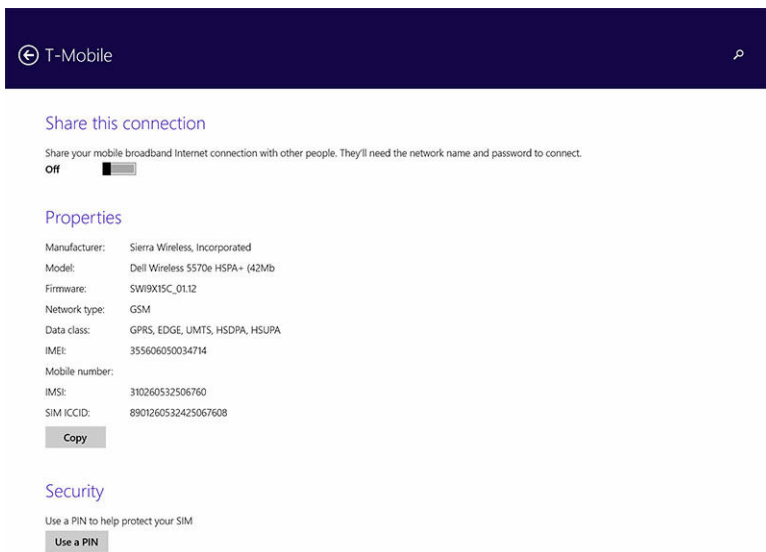 T-Mobile
Share this connection
Share your mobile broadband Internet connection with other people. They'll need the network name and password to connect.
Off
Properties
Manufacturer: Sierra Wireless, Incorporated
Model: Dell Wireless 5570e HSPA+ (42Mb
Firmware: SWI9X15C_01.12
Network type: GSM
Data class: GPRS, EDGE, UMTS, HSDPA, HSUPA
IMEI: 355606050034714
Mobile number:
IMSI: 310260532506760
SIM ICCID: 8901260532425067608
Copy
Security
Use a PIN to help protect your SIM
Use a PIN